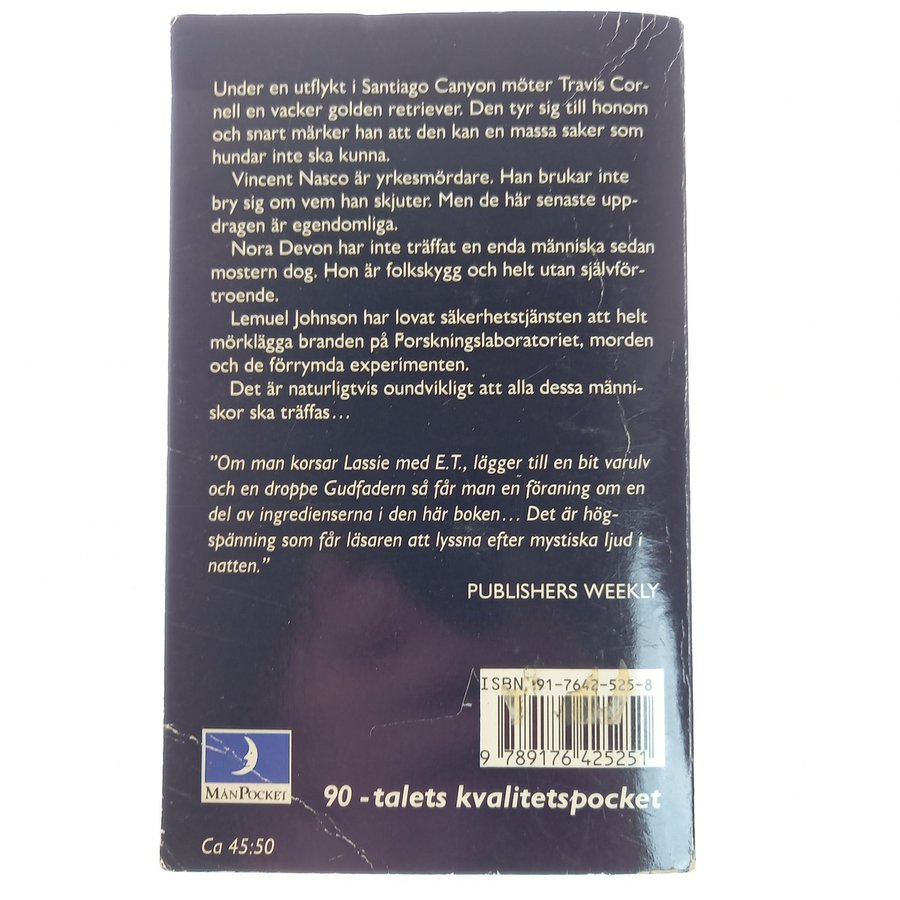 Under en utflykt i Santiago Canyon möter Travis Cor-
nell en vacker golden retriever. Den tyr sig till honom
och snart märker han att den kan en massa saker som
hundar inte ska kunna.
Vincent Nasco är yrkesmördare. Han brukar inte
bry sig om vem han skjuter. Men de här senaste upp-
dragen är egendomliga.
Nora Devon har inte träffat en enda människa sedan
mostern dog. Hon är folkskygg och helt utan självför-
troende.
Lemuel Johnson har lovat säkerhetstjänsten att helt
mörklägga branden på Forskningslaboratoriet, morden
och de förrymda experimenten.
Det är naturligtvis oundvikligt att alla dessa männi-
skor ska träffas...
"Om man korsar Lassie med E.T., lägger till en bit varulv
och en droppe Gudfadern så får man en föraning om en
del av ingredienserna i den här boken... Det är hög-
spänning som får läsaren att lyssna efter mystiska ljud i
natten."
PUBLISHERS WEEKLY
ISBN 91-7642-525-8
9 789176 425251
MÅNPOCKET
90-talets kvalitetspocket
Ca 45:50